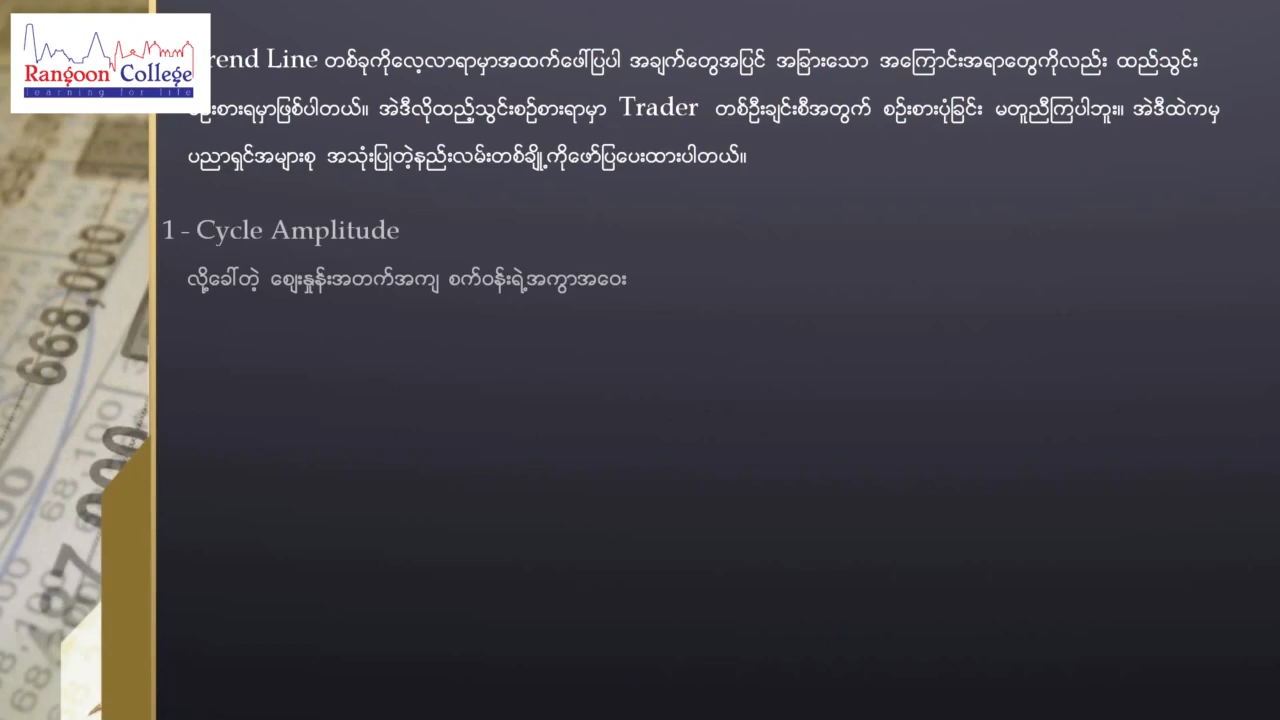 Rangoon College
learning for life
rend Line တစ်ခုကိုလေ့လာရာမှာအထက်ဖေါ်ပြပါ အချက်တွေအပြင် အခြားသော အကြောင်းအရာတွေကိုလည်း ထည်သွင်း
စဉ်းစားရမှာဖြစ်ပါတယ်။ အဲဒီလိုထည့်သွင်းစဉ်စားရာမှာ Trader တစ်ဦးချင်းစီအတွက် စဉ်းစားပုံခြင်း မတူညီကြပါဘူး။ အဲဒီထဲကမှ
ပညာရှင်အများစု အသုံးပြုတဲ့နည်းလမ်းတစ်ချို့ကိုဖော်ပြပေးထားပါတယ်။
1 - Cycle Amplitude
လို့ခေါ်တဲ့ ဈေးနှုန်းအတက်အကျ စက်ဝန်းရဲ့အကွာအဝေး
668,000
000
68,100